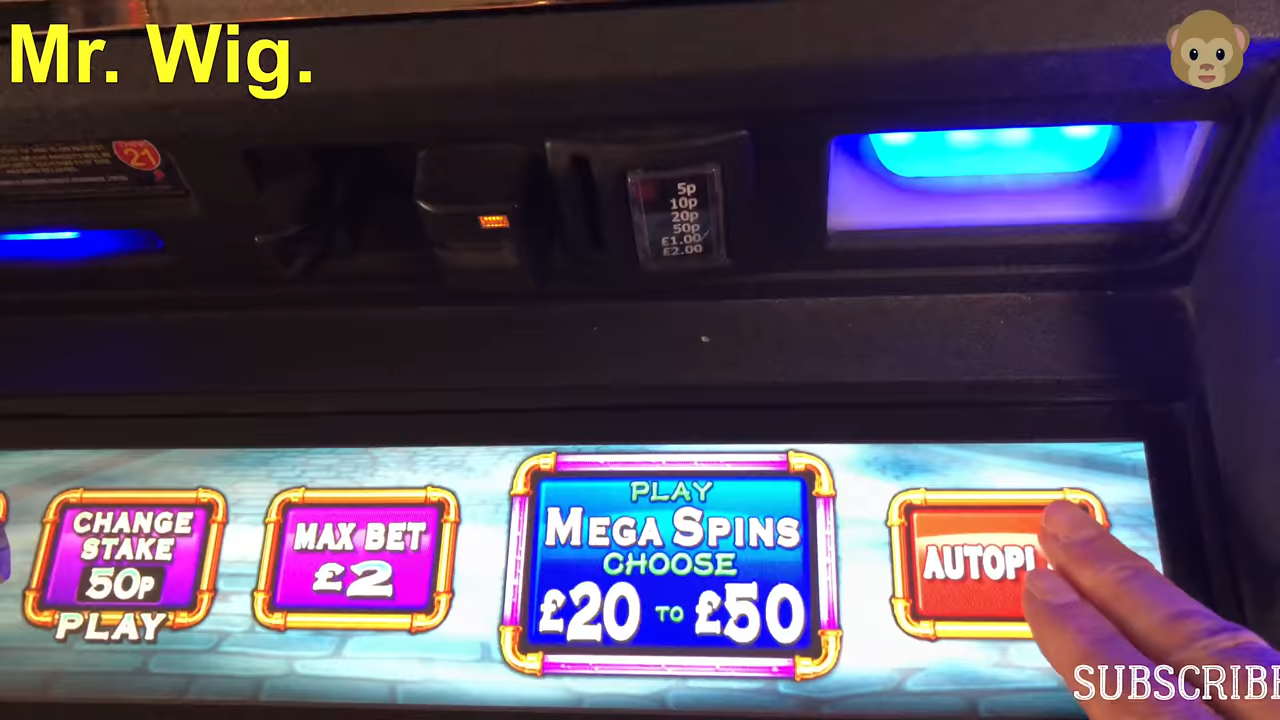 Mr. Wig.
21
5p
10p
20p
50p
£1.00
£2.00
CHANGE
STAKE
50P
PLAY
MAX BET
£2
PLAY
MEGA SPINS
CHOOSE
£20 TO £50
SUBSCRIBE